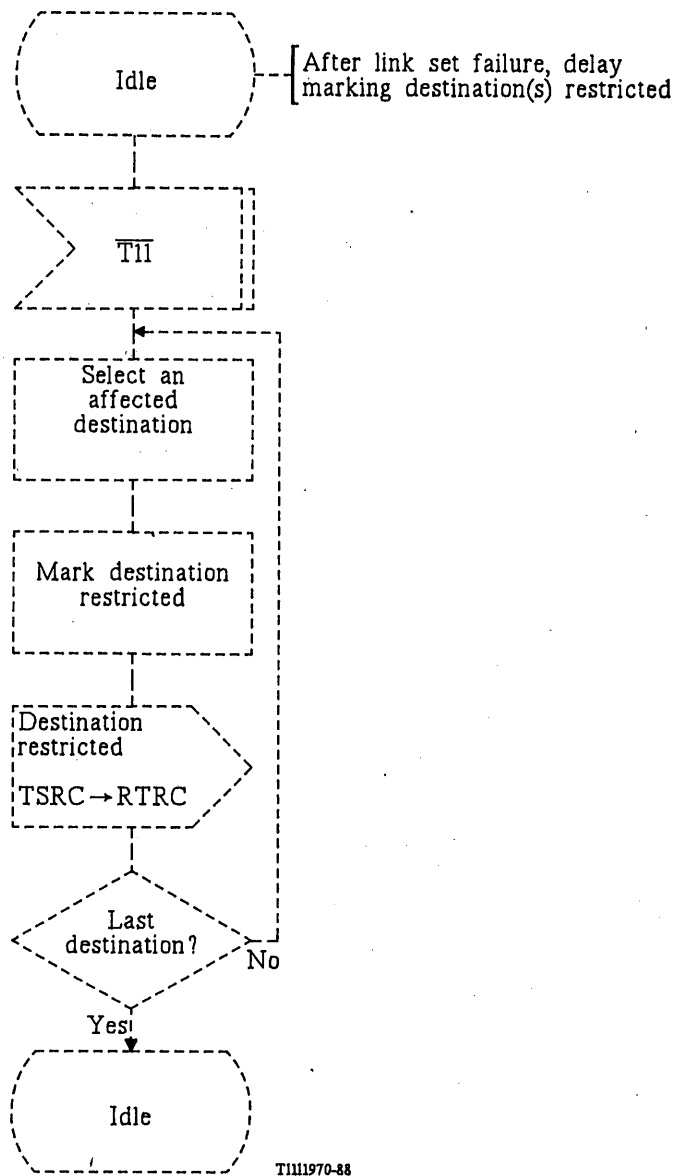 Idle
After link set failure, delay
marking destination(s) restricted
T11
Select an
affected
destination
Mark destination
restricted
Destination
restricted
TSRC→RTRC
Last
destination?
No
Yes
Idle
T1111970-88